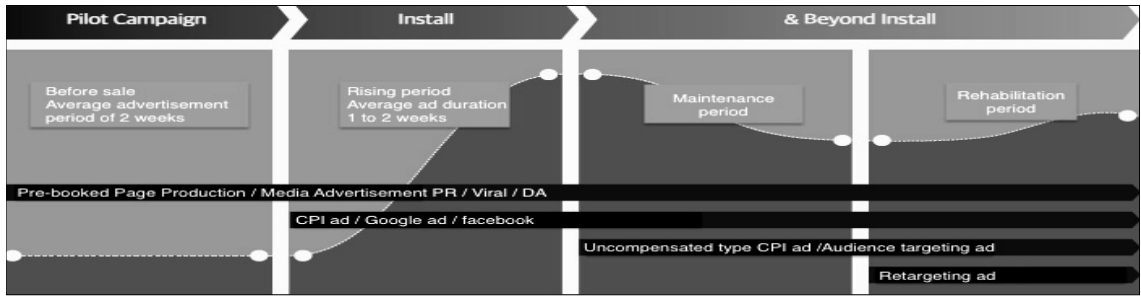 Pilot Campaign
Install
& Beyond Install
Before sale
Average advertisement
period of 2 weeks
Rising period
Average ad duration
1 to 2 weeks
Maintenance
period
Rehabilitation
period
Pre-booked Page Production / Media Advertisement PR / Viral / DA
CPI ad / Google ad / facebook
Uncompensated type CPI ad /Audience targeting ad
Retargeting ad